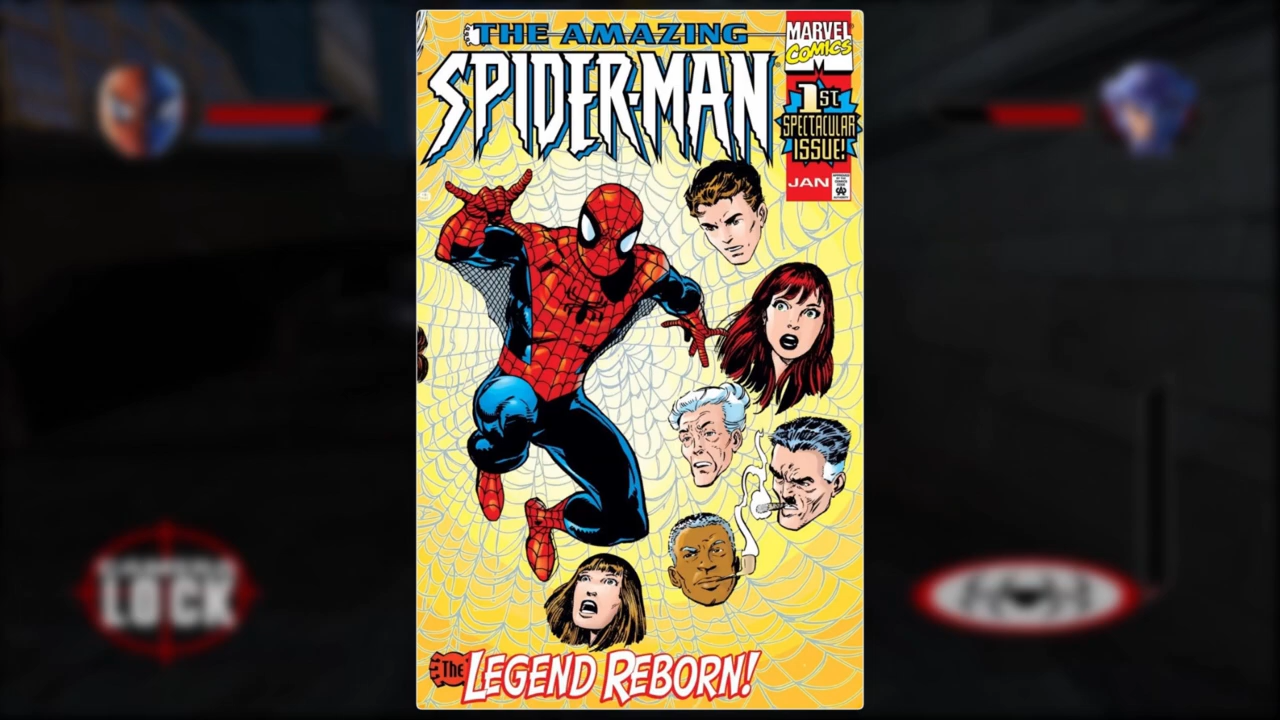 THE AMAZING
SPIDER-MAN
MARVEL
COMICS
1ST
SPECTACULAR
ISSUE!
JAN
The LEGEND REBORN!
LOCK